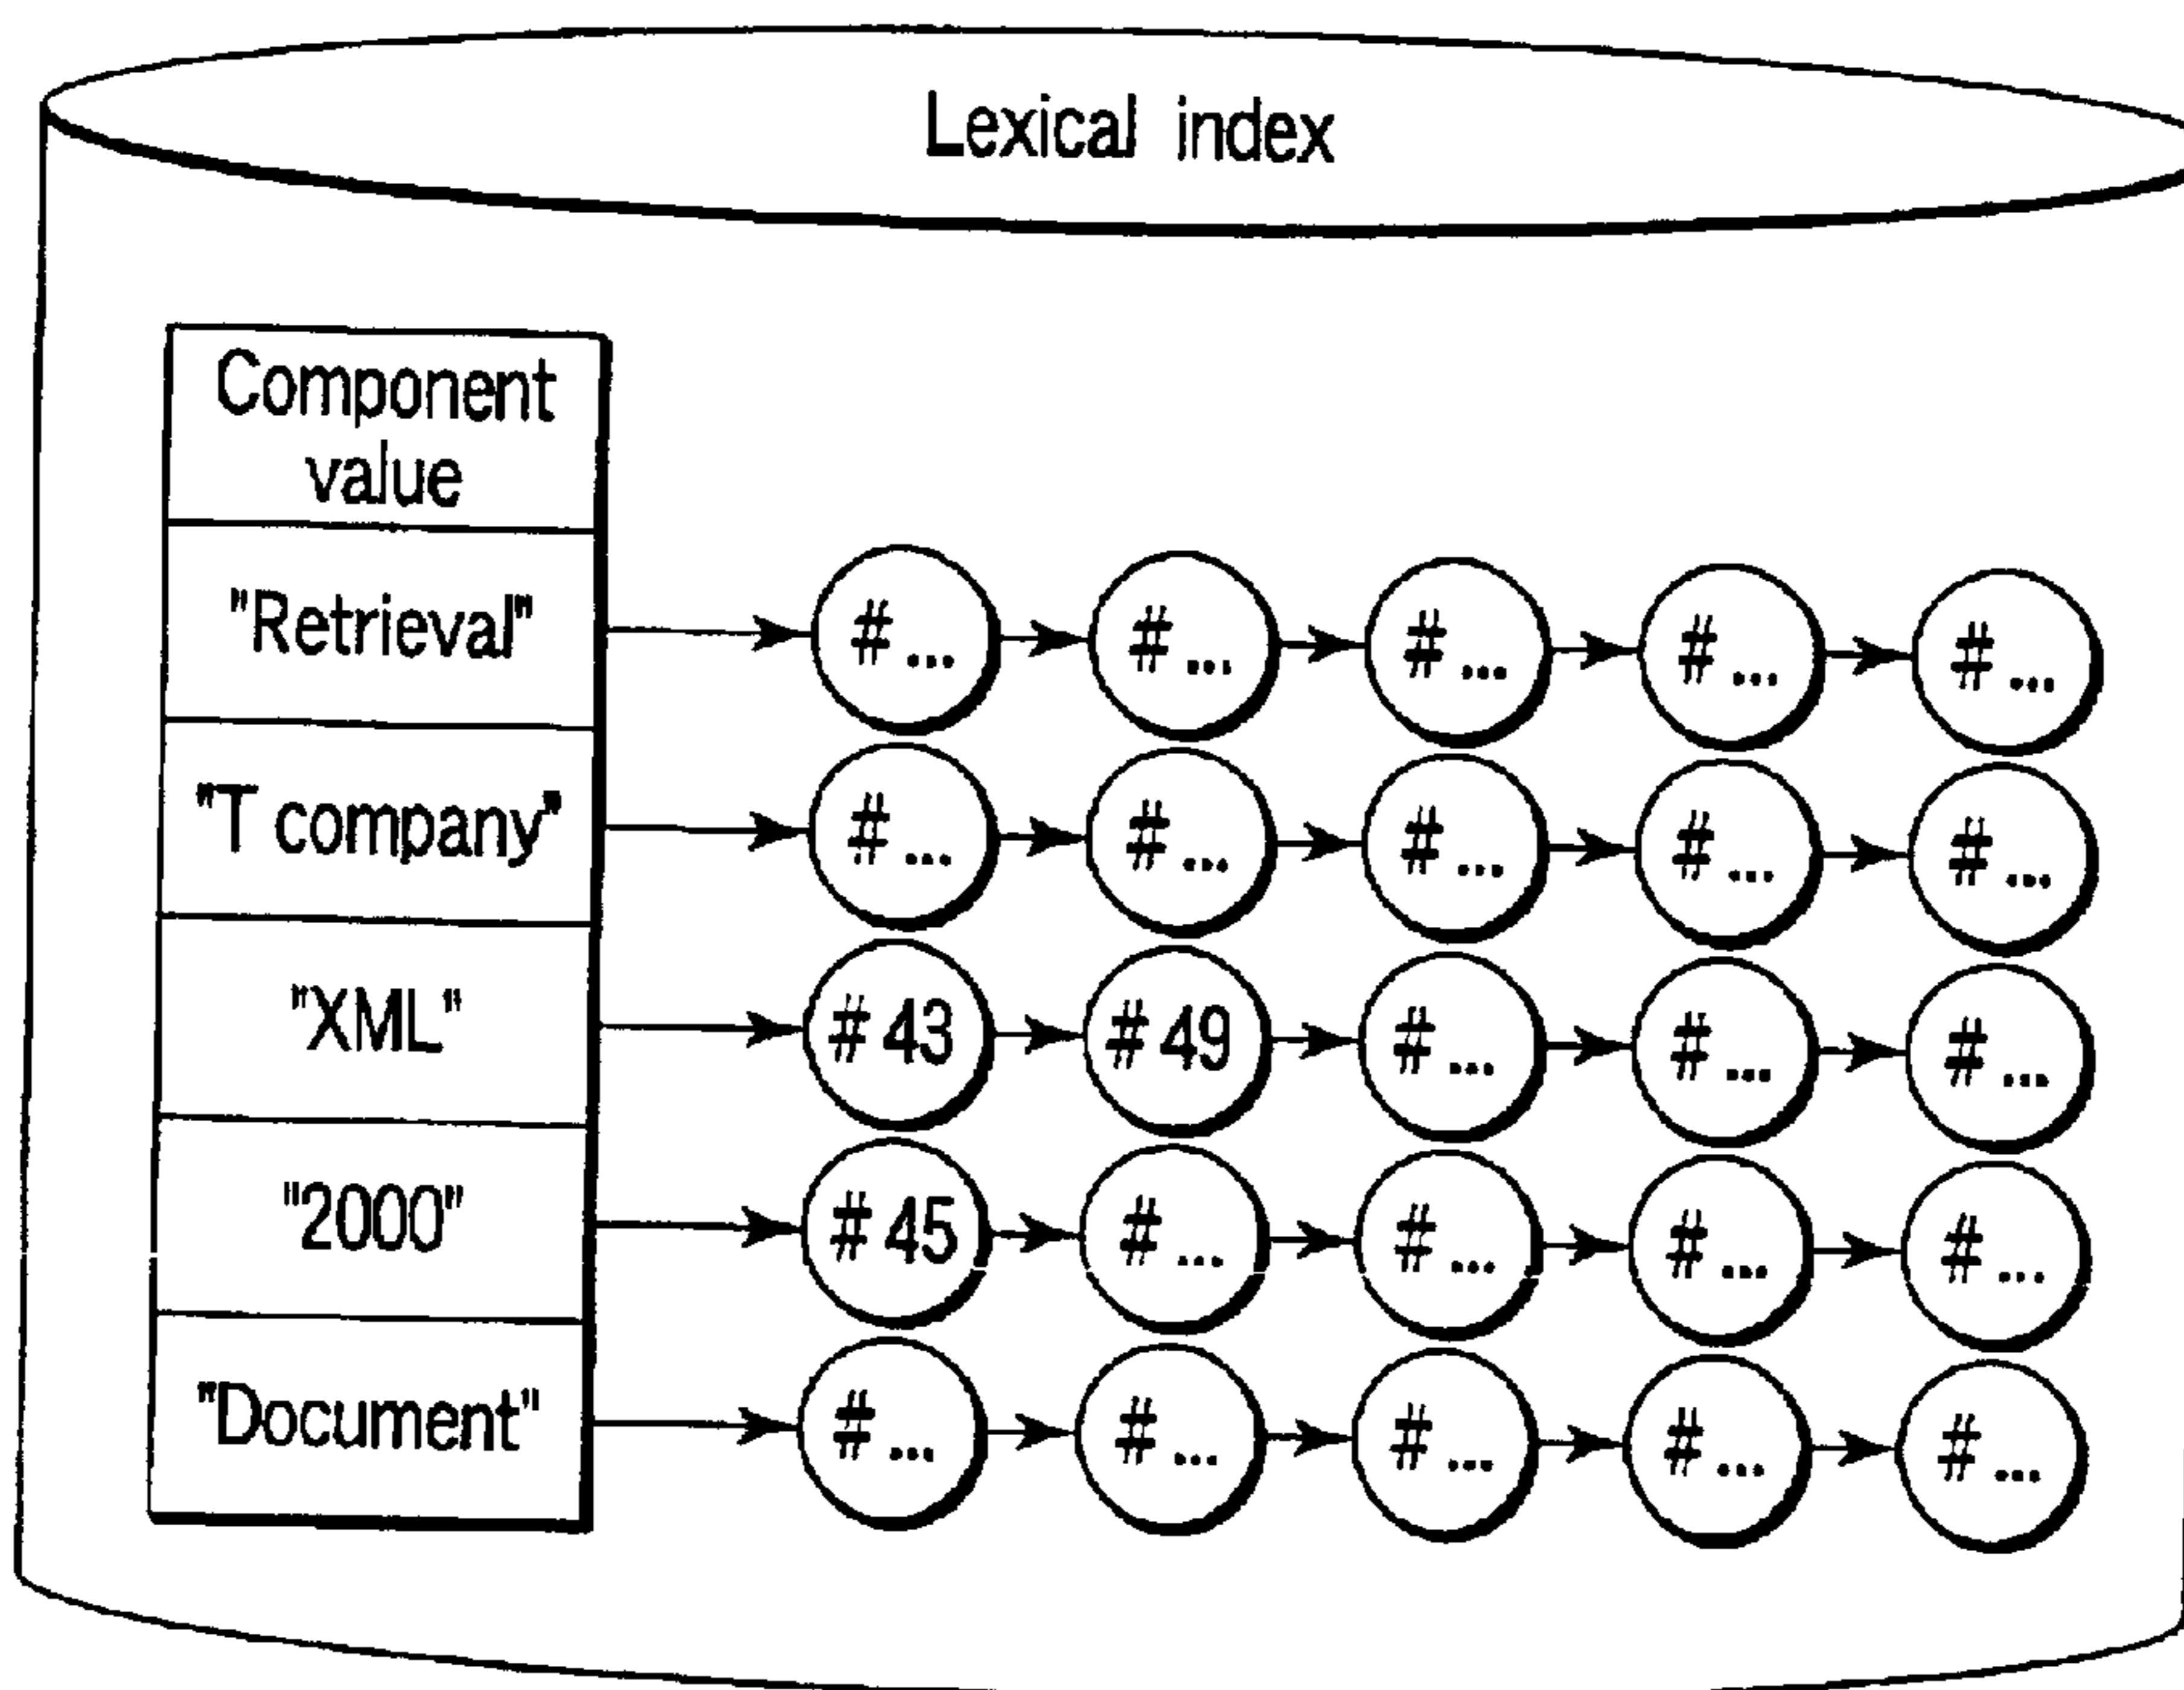 Lexical index
Component
value
"Retrieval" #... #... #... #... #...
"T company" #... #... #... #... #...
"XML" #43 #49 #... #... #...
"2000" #45 #... #... #... #...
"Document" #... #... #... #... #...